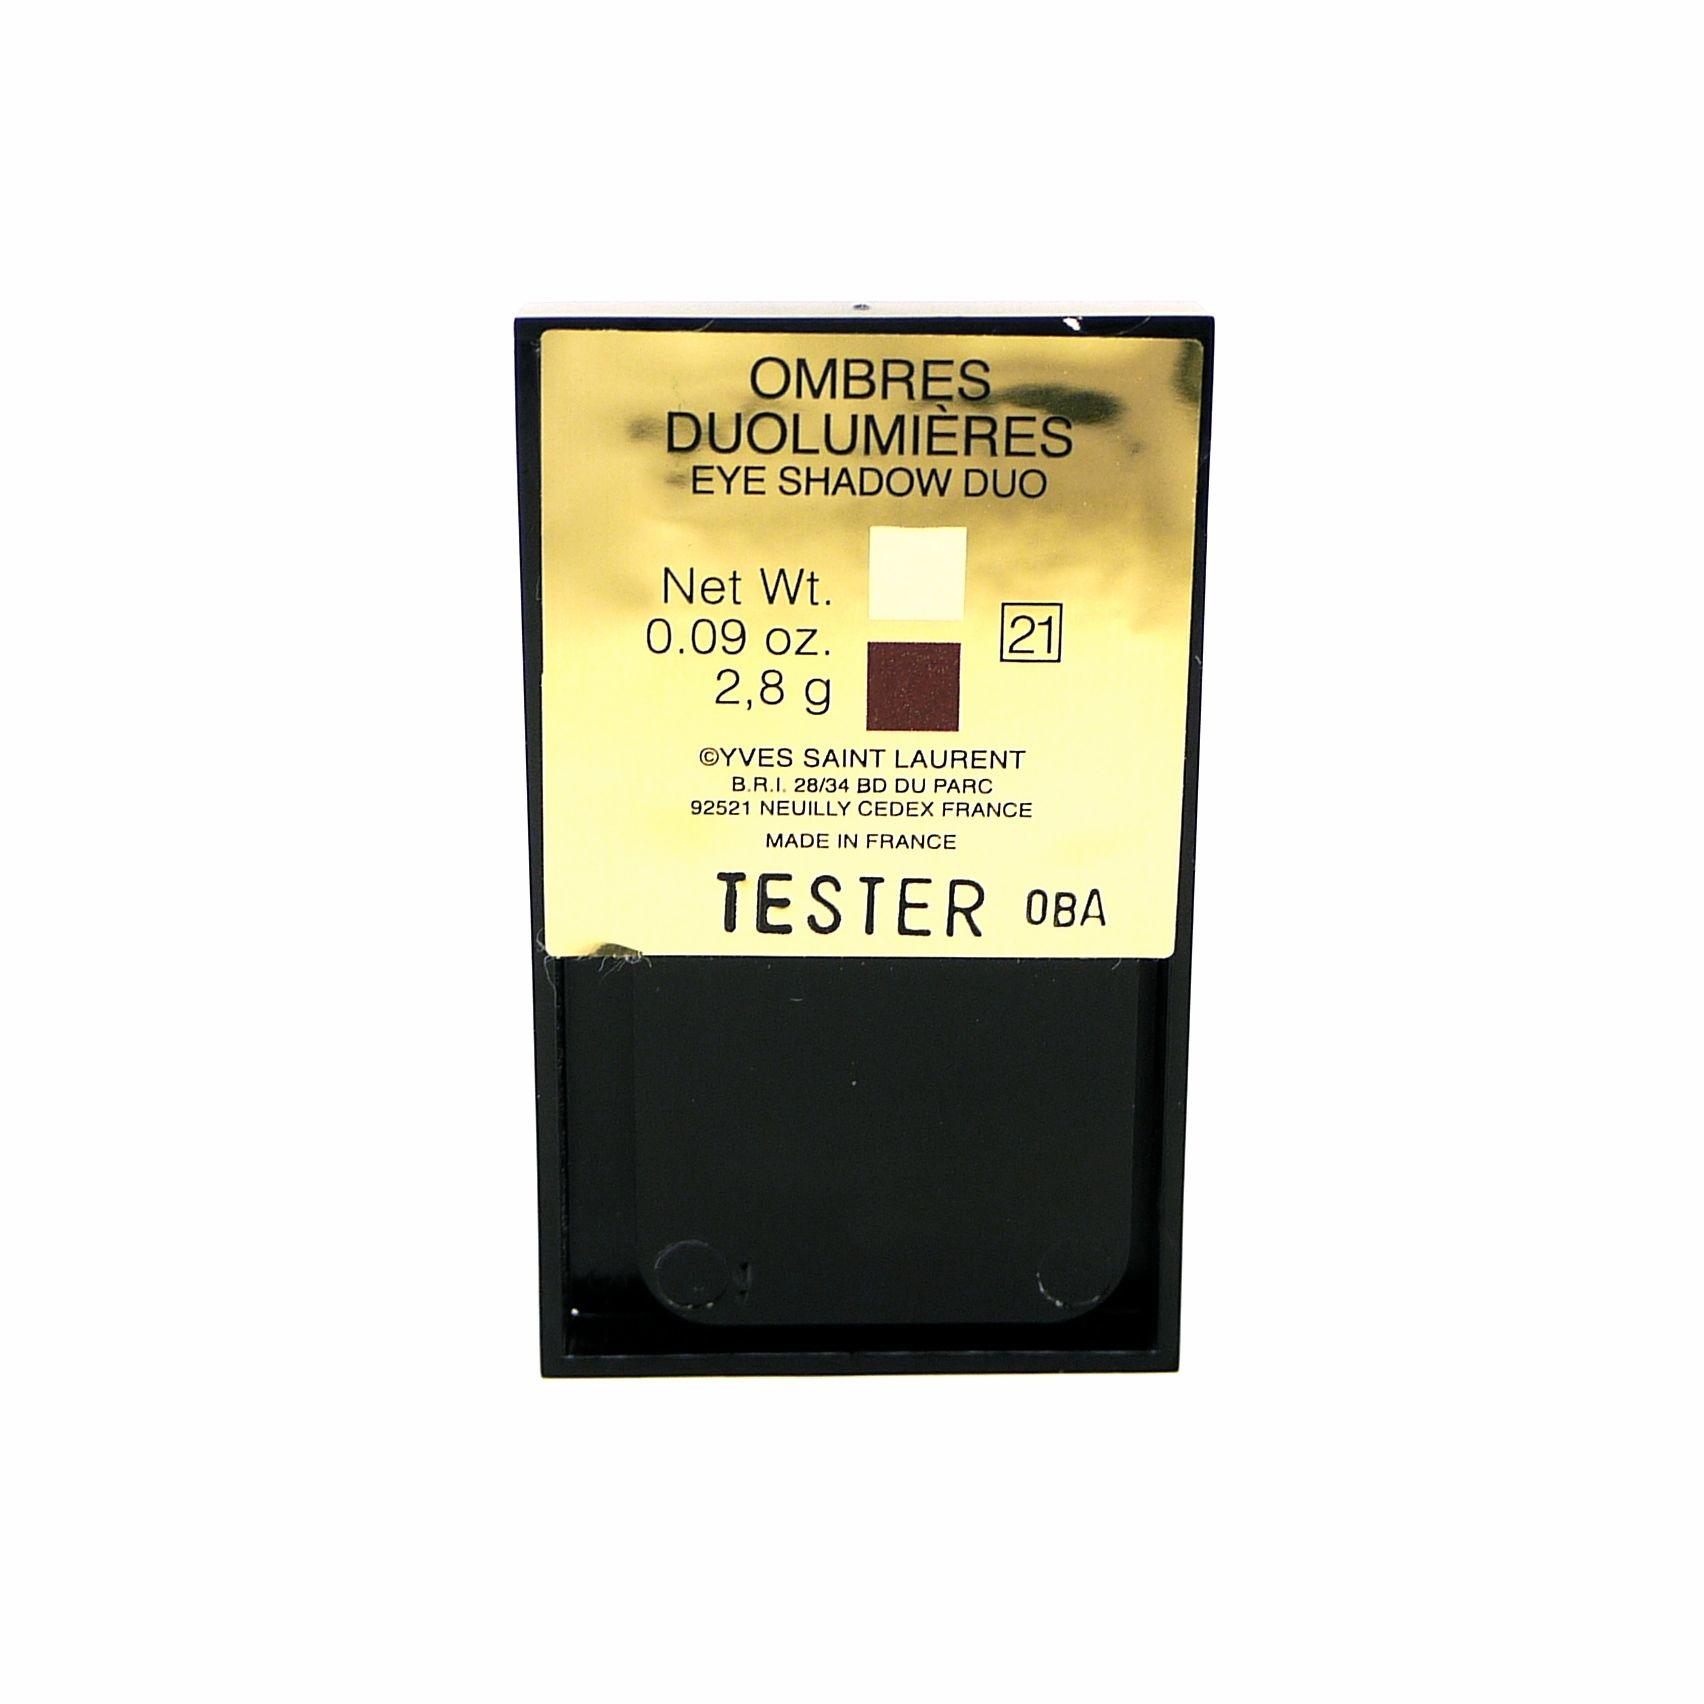 OMBRES
DUOLUMIÈRES
EYE SHADOW DUO
Net Wt.
0.09 oz.
2,8 g
21
©YVES SAINT LAURENT
B.R.I. 28/34 BD DU PARC
92521 NEUILLY CEDEX FRANCE
MADE IN FRANCE
TESTER 0BA